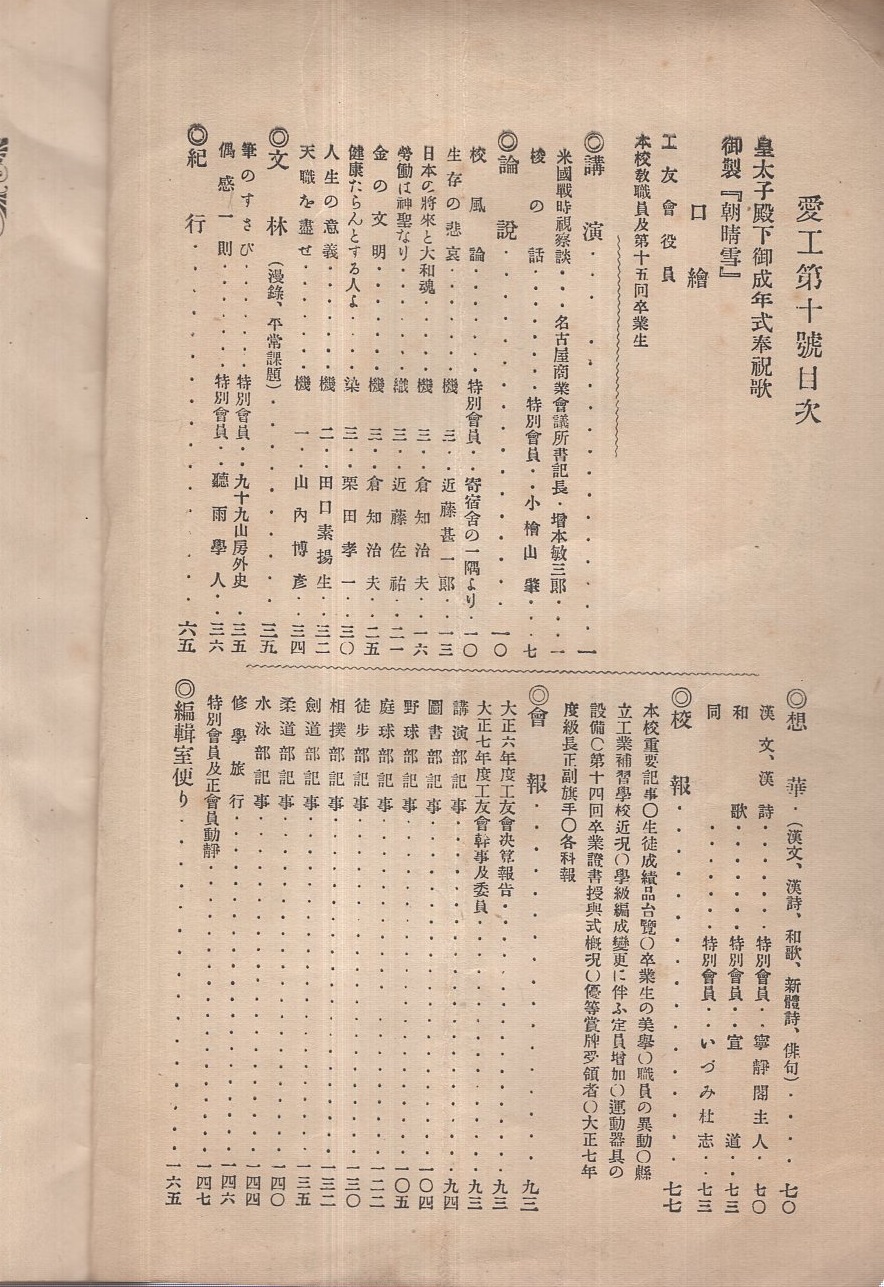 愛工第十號目次
皇太子殿下御成年式奉祝歌
御製『朝晴雪』
口繪
工友會役員
本校敎職員及第十五回卒業生
◎講演・・・・・・・・・一
米國戰時視察談・・・名古屋商業會議所書記長・增本敏三郞・・・一
稜の話・・・・・・・特別會員・・小檜山肇・・・七
◎論說・・・・・・・・・一〇
校風論・・・・・・特別會員・・寄宿舍の一隅より・・一〇
生存の悲哀・・・・・・機三・・近藤甚一郞・・一三
日本の將來と大和魂・・・・機三・・倉知治夫・・一六
勞働は神聖なり・・・・・織三・・近藤佐祐・・二一
金の文明・・・・・・機三・・倉知治夫・・二五
健康たらんとする人よ・・・・染三・・栗田孝一・・三〇
人生の意義・・・・・・機二・・田口素揚生・・三二
天職を盡せ・・・・・・機一・・山內博彥・・三四
◎文林(漫錄、平常課題)・・・・・・三五
筆のすさび・・・・・・特別會員・・九十九山房外史・・三五
偶感一則・・・・・・特別會員・・聽雨學人・・三六
◎紀行・・・・・・・・・六五
◎想華・(漢文、漢詩、和歌、新體詩、俳句)・・・・七〇
漢文、漢詩・・・・・・特別會員・・寧靜閣主人・・七〇
和歌・・・・・・特別會員・・宣道・・七三
同・・・・・・特別會員・・いづみ杜志・・七三
◎校報・・・・・・・・・七七
本校重要記事〇生徒成績品台覽〇卒業生の美擧〇職員の異動〇縣
立工業補習學校近況〇學級編成變更に伴ふ定員增加〇運動器具の
設備〇第十四回卒業證書授與式槪況〇優等賞牌受領者〇大正七年
度級長正副旗手〇各科報
◎會報・・・・・・・・・九三
大正六年度工友會決算報告・・・・・・九三
大正七年度工友會幹事及委員・・・・・・九三
講演部記事・・・・・・・・・九四
圖書部記事・・・・・・・・・一〇四
野球部記事・・・・・・・・・一〇五
庭球部記事・・・・・・・・・一二二
徒步部記事・・・・・・・・・一三〇
相撲部記事・・・・・・・・・一三二
劍道部記事・・・・・・・・・一三五
柔道部記事・・・・・・・・・一四〇
水泳部記事・・・・・・・・・一四四
修學旅行・・・・・・・・・一四六
特別會員及正會員動靜・・・・・・・・・一四七
◎編輯室便り・・・・・・・・・一六五